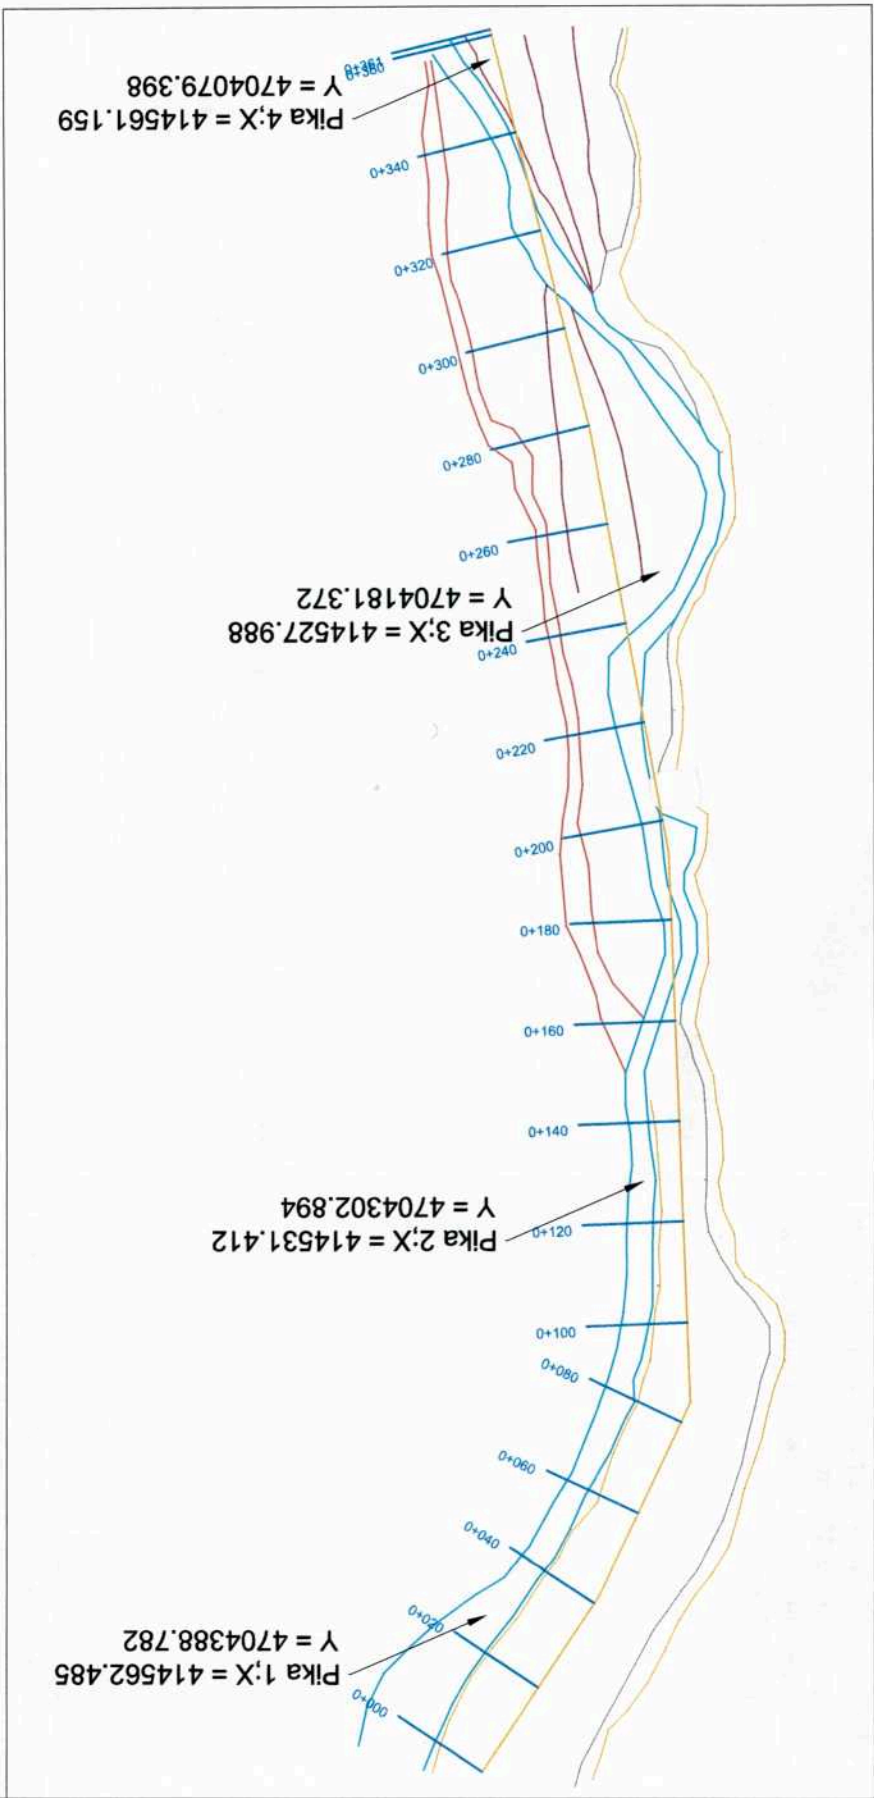 0+361
0+360
Pika 4;X = 414561.159
Y = 4704079.398
0+340
0+320
0+300
0+280
0+260
Pika 3;X = 414527.988
Y = 4704181.372
0+240
0+220
0+200
0+180
0+160
0+140
Pika 2;X = 414531.412
Y = 4704302.894
0+120
0+100
0+080
0+060
0+040
0+020
Pika 1;X = 414562.485
Y = 4704388.782
0+000